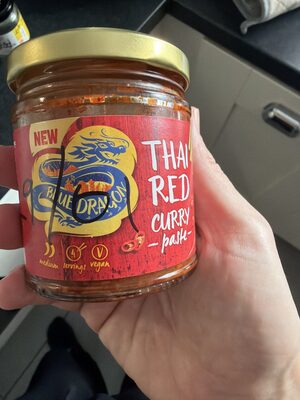 NEW
BLUE DRAGON
THAI
RED
CURRY
paste
medium
4
servings
V
vegan